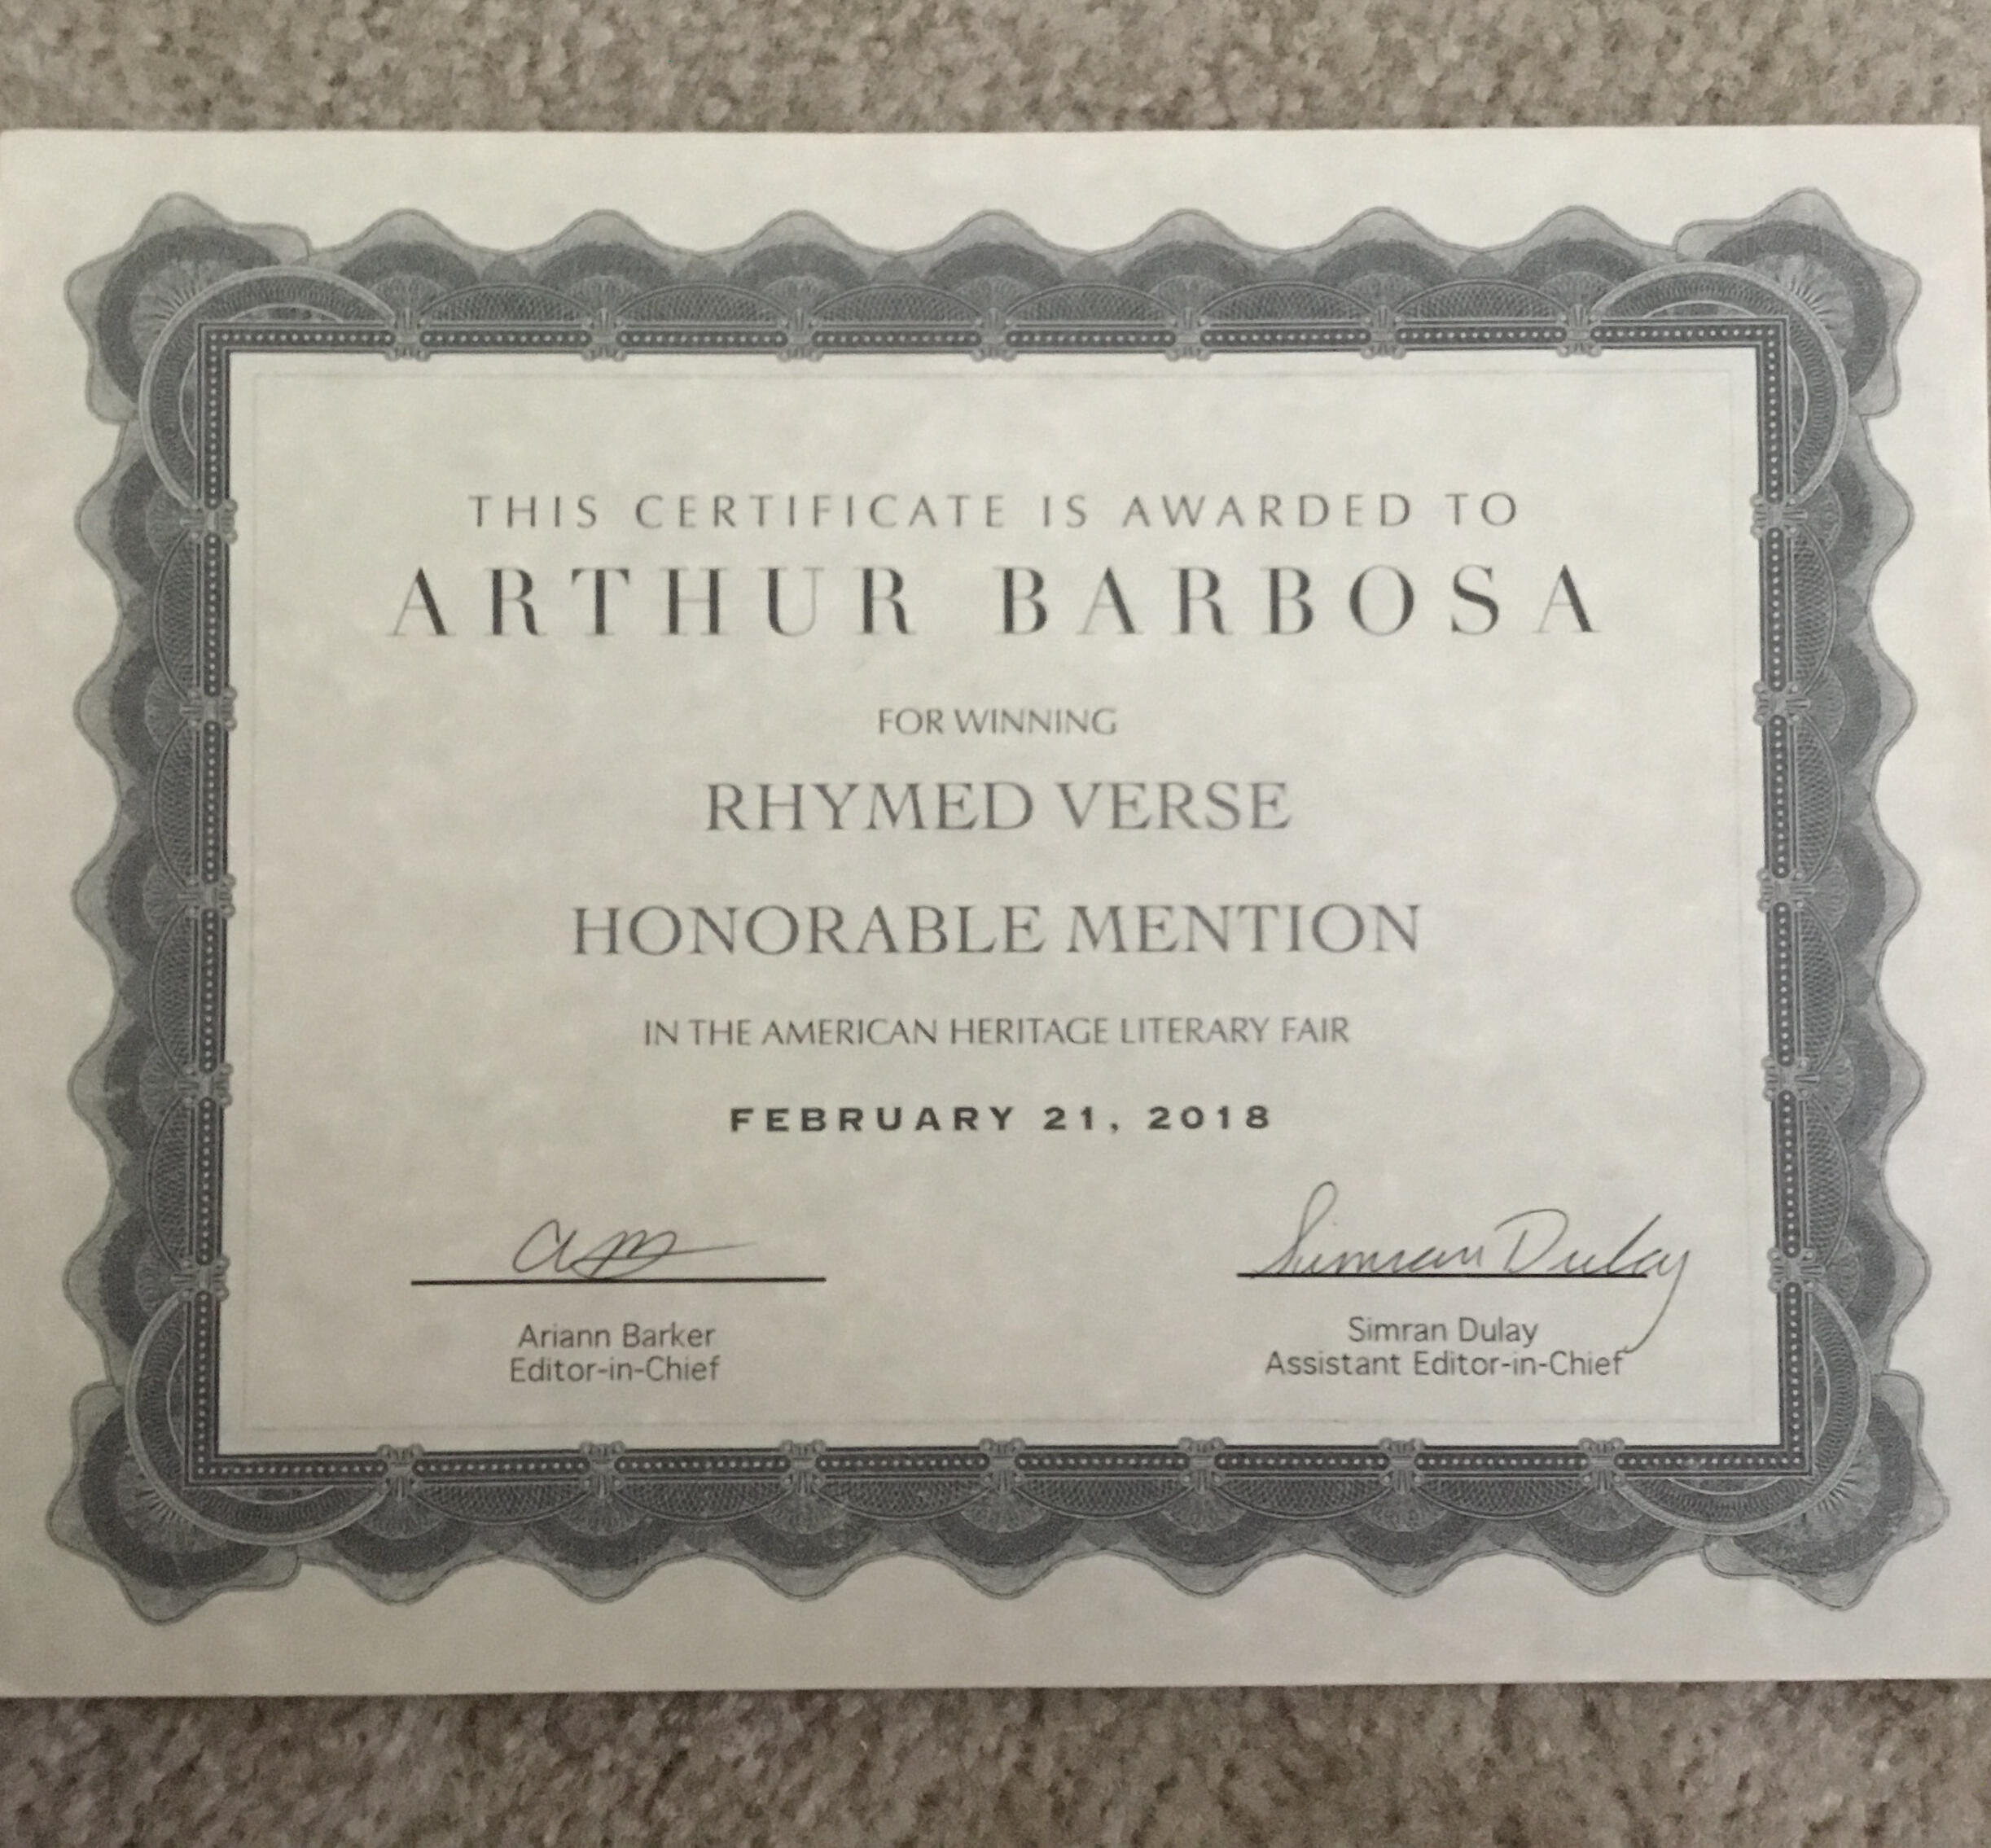 THIS CERTIFICATE IS AWARDED TO
ARTHUR BARBOSA
FOR WINNING
RHYMED VERSE
HONORABLE MENTION
IN THE AMERICAN HERITAGE LITERARY FAIR
FEBRUARY 21, 2018
Simran Dulay
Ariann Barker
Editor-in-Chief
Simran Dulay
Assistant Editor-in-Chief